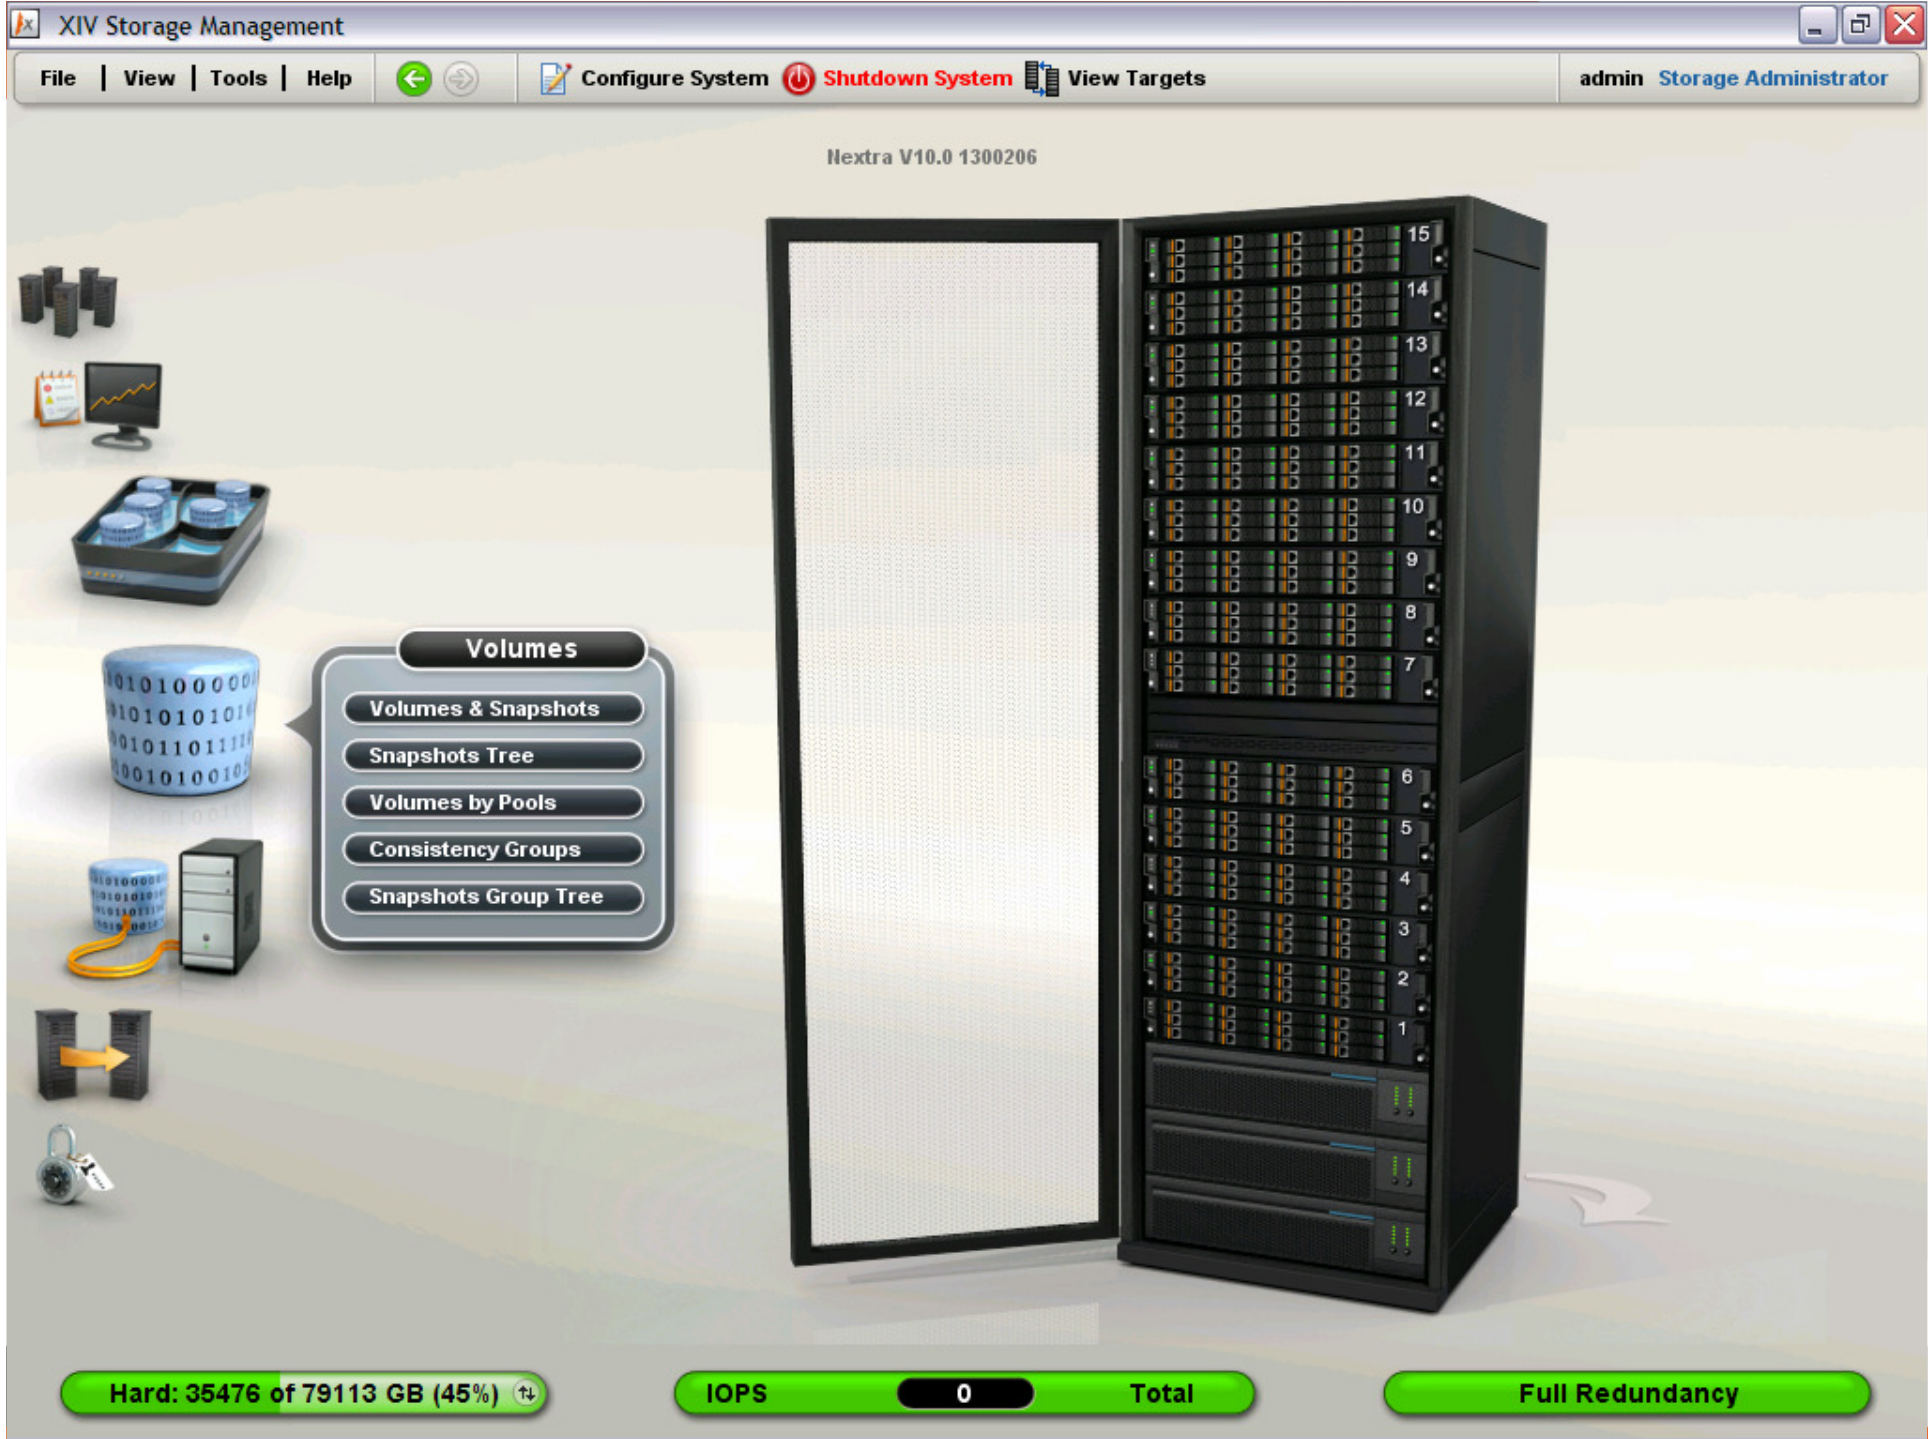 XIV Storage Management
File | View | Tools | Help Configure System Shutdown System View Targets admin Storage Administrator
Nextra V10.0 1300206
15
14
13
12
11
10
9
8
7
6
5
4
3
2
1
Volumes
Volumes & Snapshots
Snapshots Tree
Volumes by Pools
Consistency Groups
Snapshots Group Tree
Hard: 35476 of 79113 GB (45%) IOPS 0 Total Full Redundancy